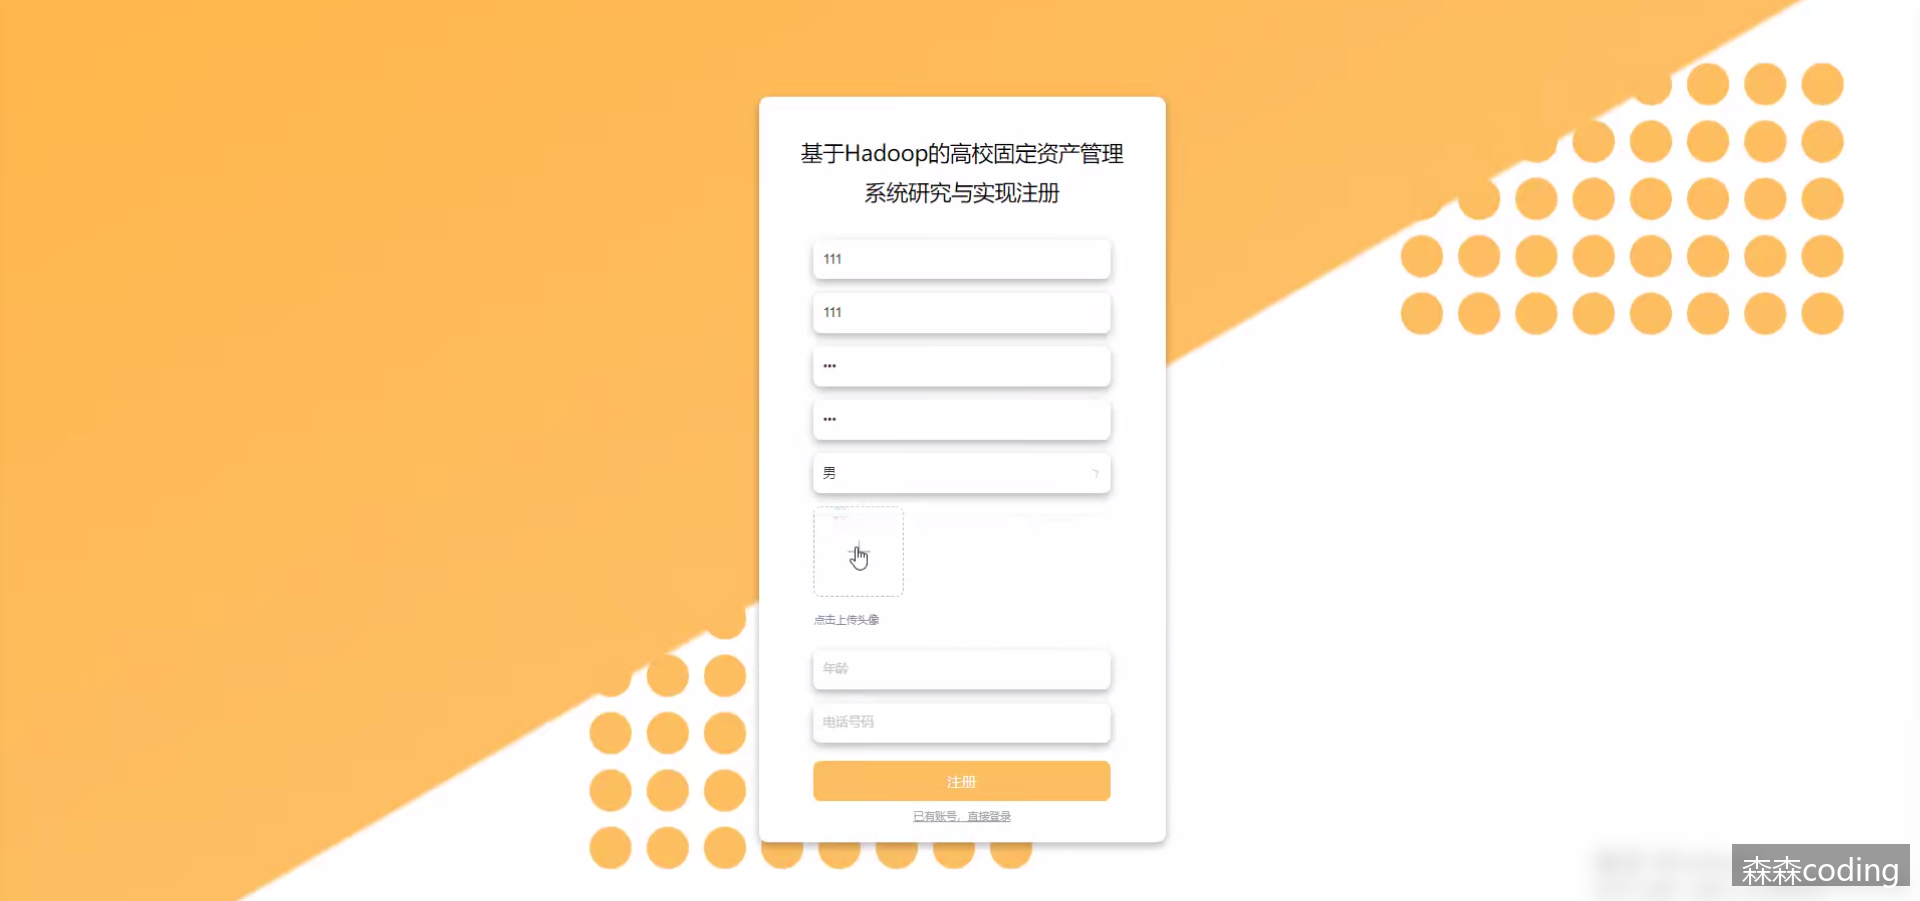 基于Hadoop的高校固定资产管理
系统研究与实现注册
111
111
•••
•••
男
点击上传头像
年龄
电话号码
注册
已有账号，直接登录
森森coding